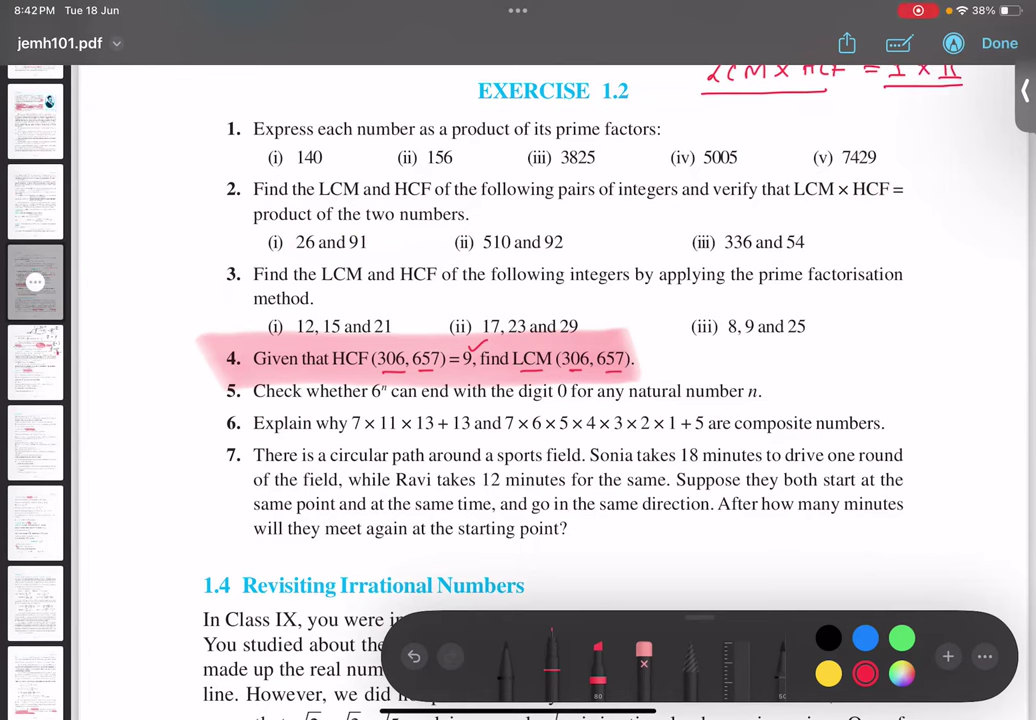 8:42 PM Tue 18 Jun
38%
jemh101.pdf
Done
LCM × HCF = I × II
EXERCISE 1.2
1. Express each number as a product of its prime factors:
(i) 140 (ii) 156 (iii) 3825 (iv) 5005 (v) 7429
2. Find the LCM and HCF of the following pairs of integers and verify that LCM × HCF =
product of the two numbers.
(i) 26 and 91 (ii) 510 and 92 (iii) 336 and 54
3. Find the LCM and HCF of the following integers by applying the prime factorisation
method.
(i) 12, 15 and 21 (ii) 17, 23 and 29 (iii) 8, 9 and 25
4. Given that HCF (306, 657) = 9, find LCM (306, 657).
5. Check whether 6ⁿ can end with the digit 0 for any natural number n.
6. Explain why 7 × 11 × 13 + 13 and 7 × 6 × 5 × 4 × 3 × 2 × 1 + 5 are composite numbers.
7. There is a circular path around a sports field. Sonia takes 18 minutes to drive one round
of the field, while Ravi takes 12 minutes for the same. Suppose they both start at the
same point and at the same time, and go in the same direction. After how many minutes
will they meet again at the starting point?
1.4 Revisiting Irrational Numbers
In Class IX, you were
You studied about the
made up the real num
line. However, we did
80
50